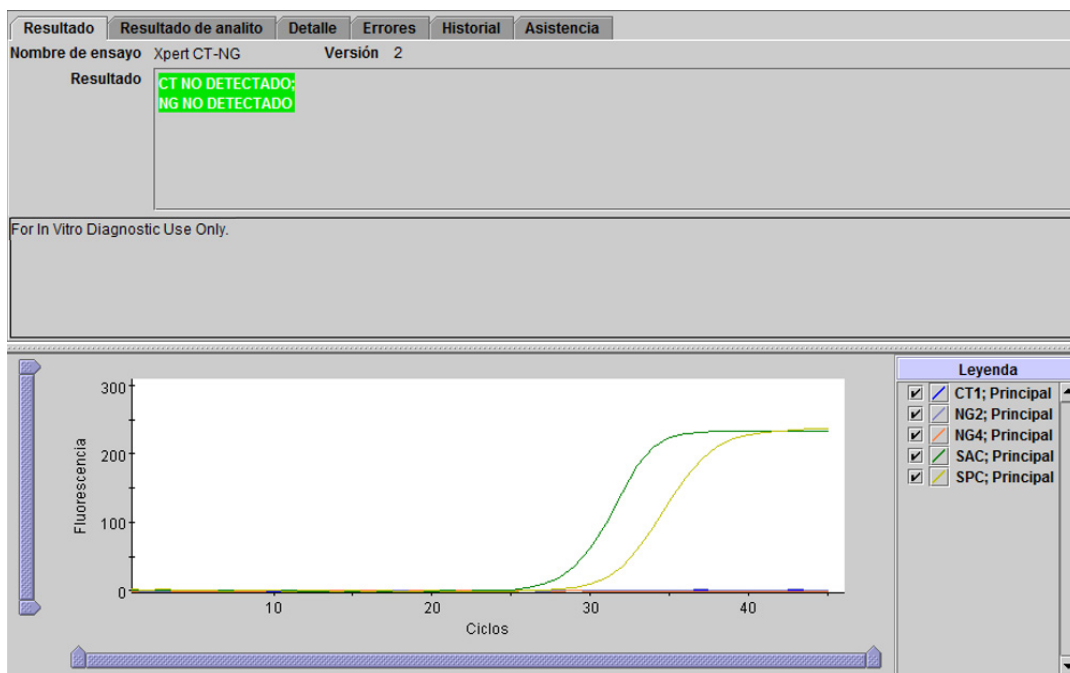 Resultado Resultado de analito Detalle Errores Historial Asistencia
Nombre de ensayo Xpert CT-NG Versión 2
Resultado CT NO DETECTADO;
NG NO DETECTADO
For In Vitro Diagnostic Use Only.
Leyenda
CT1; Principal
NG2; Principal
NG4; Principal
SAC; Principal
SPC; Principal
300
200
100
0
Fluorescencia
10 20 30 40
Ciclos